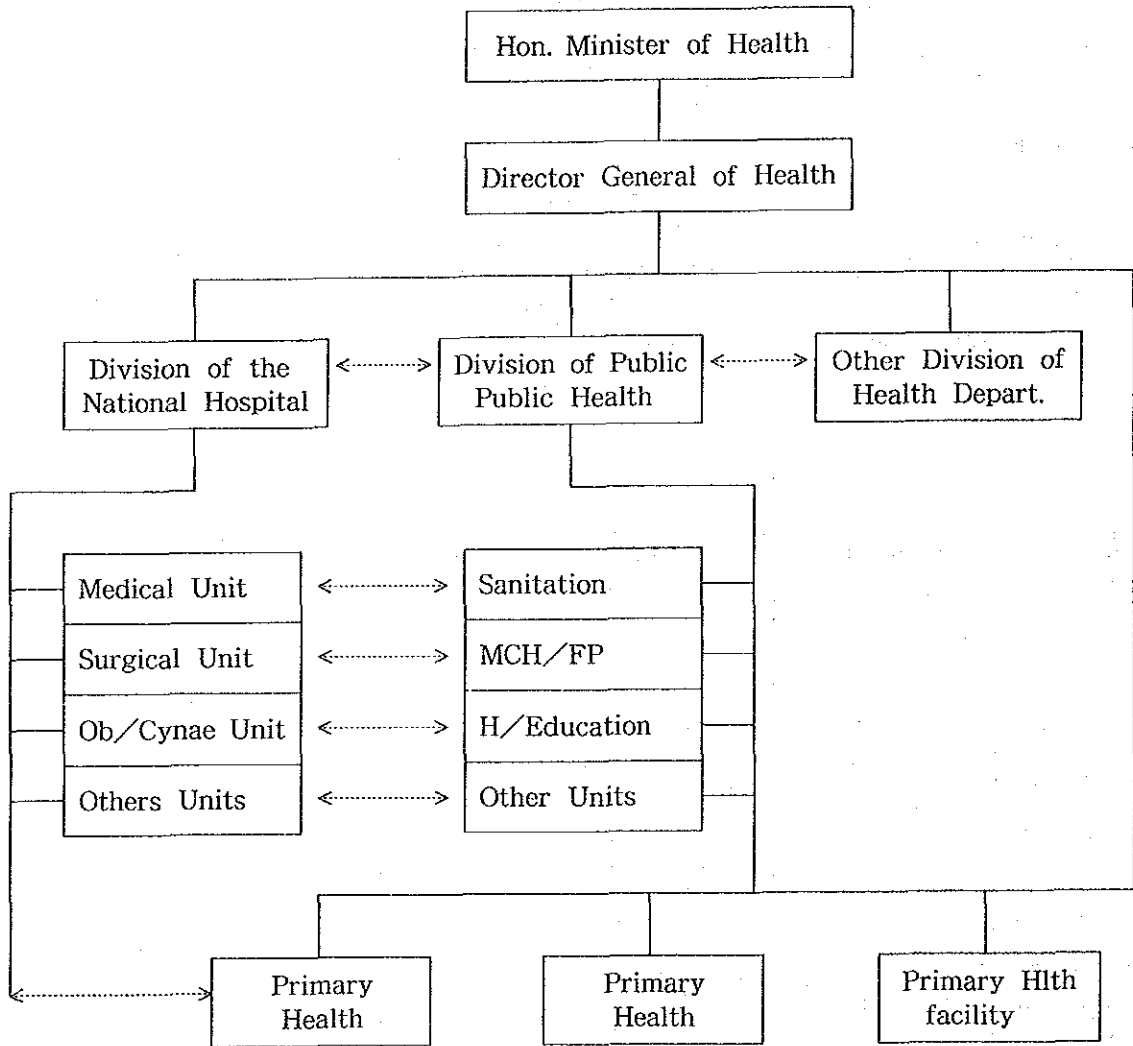 Hon. Minister of Health
Director General of Health
Division of the
National Hospital
Division of Public
Public Health
Other Division of
Health Depart.
Medical Unit
Surgical Unit
Ob/Cynae Unit
Others Units
Sanitation
MCH/FP
H/Education
Other Units
Primary
Health
Primary
Health
Primary Hlth
facility